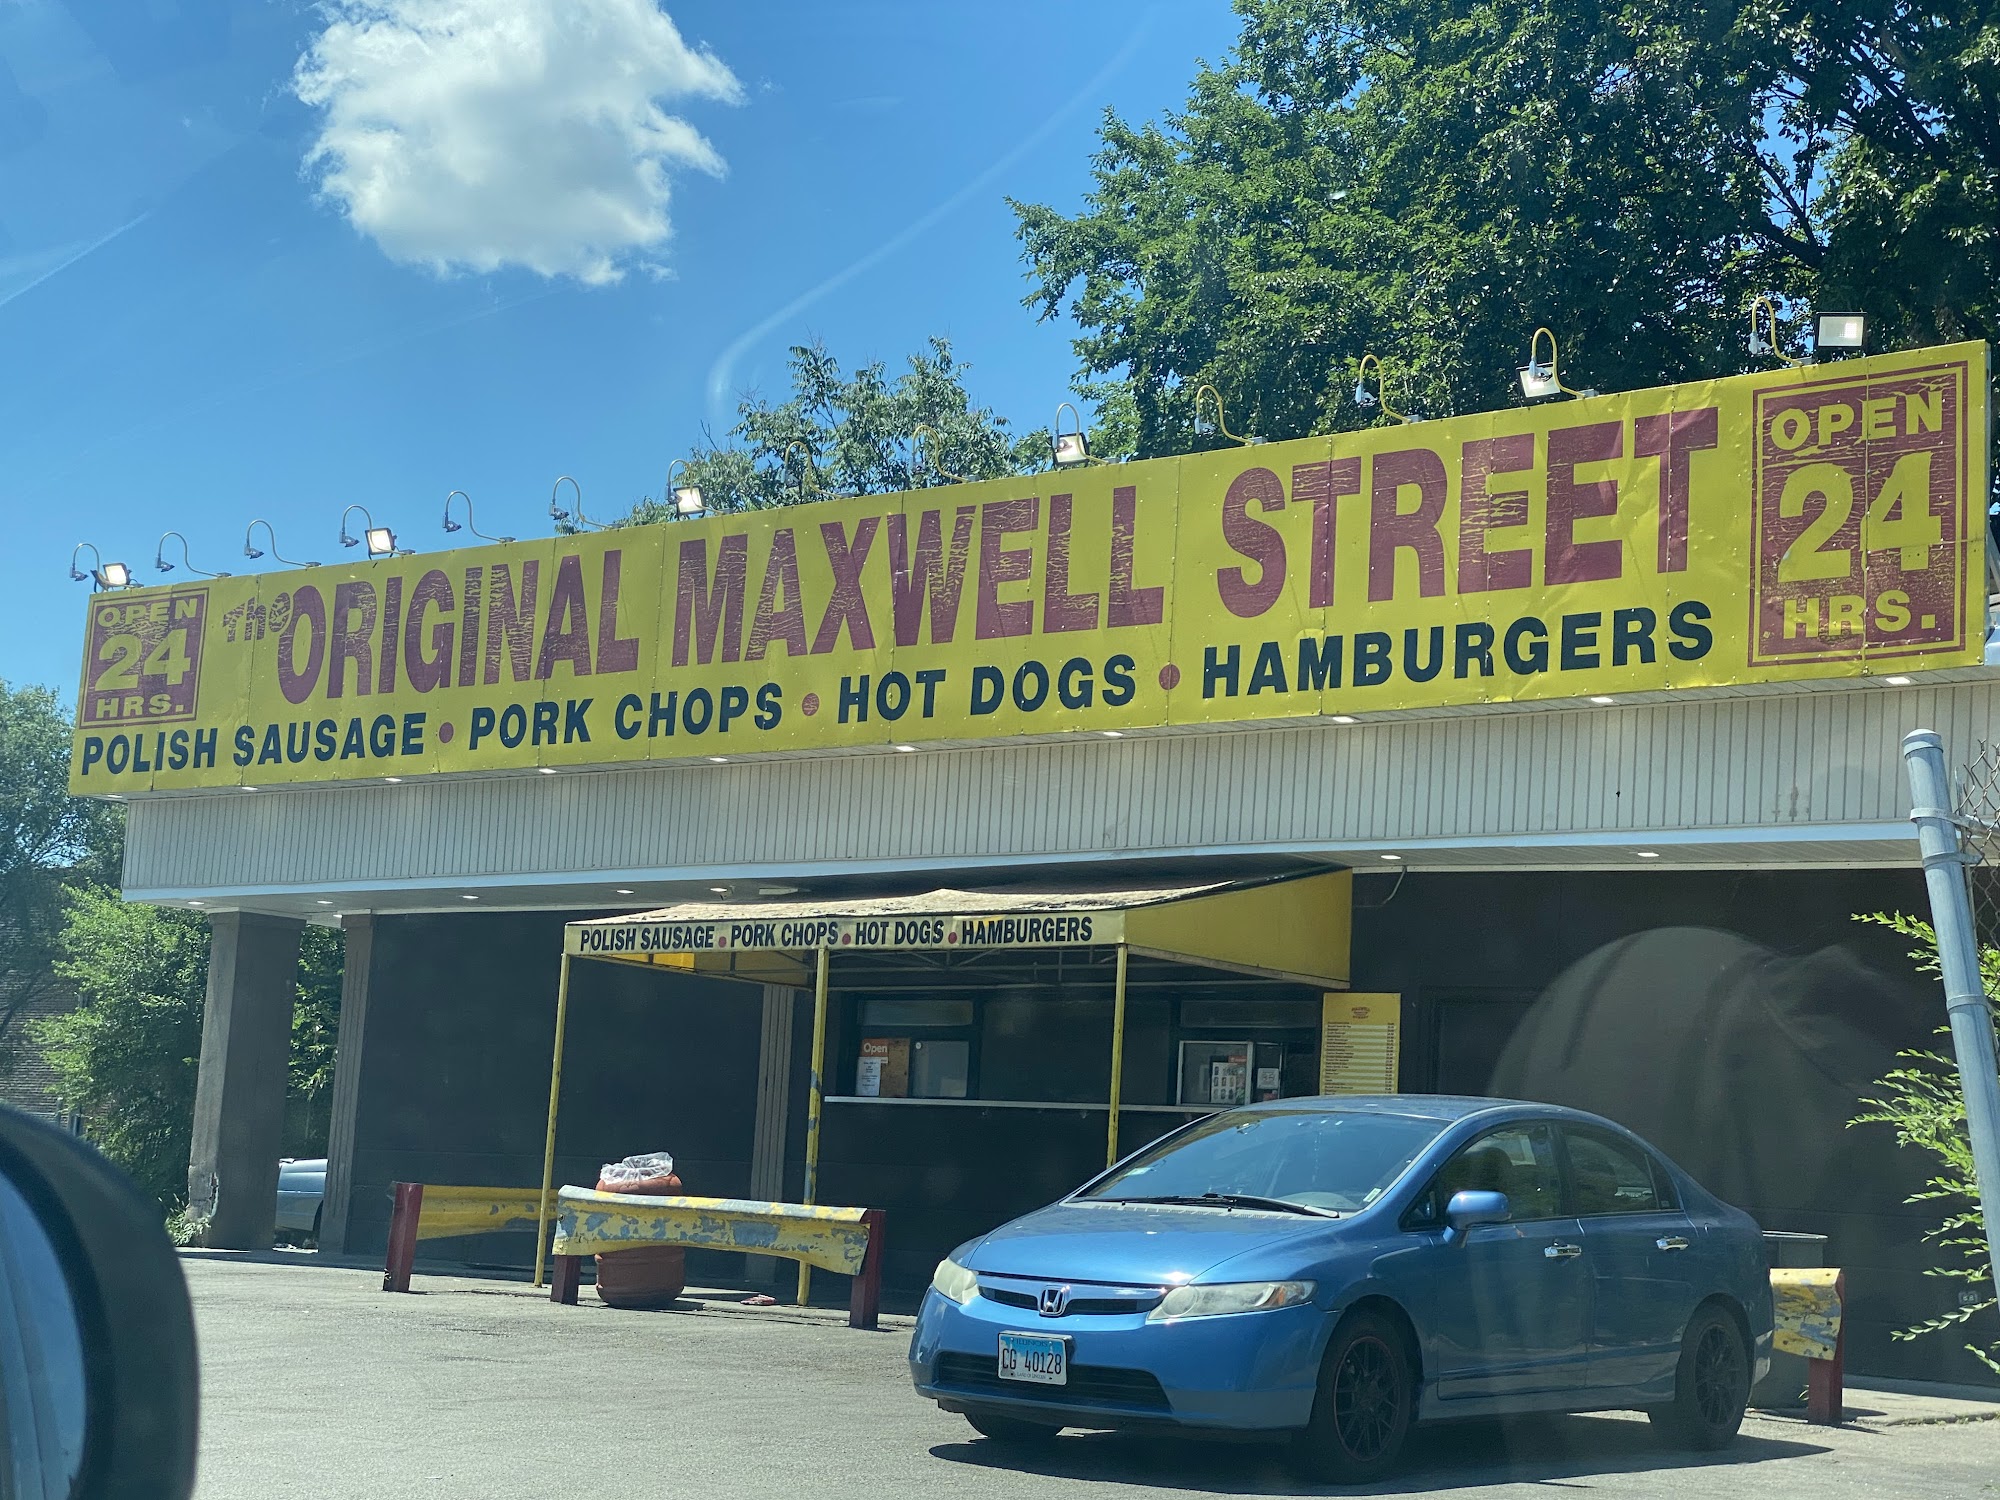 OPEN
24
HRS.
The ORIGINAL MAXWELL STREET
OPEN
24
HRS.
POLISH SAUSAGE • PORK CHOPS • HOT DOGS • HAMBURGERS
POLISH SAUSAGE • PORK CHOPS • HOT DOGS • HAMBURGERS
Open
ILLINOIS
CG 40128